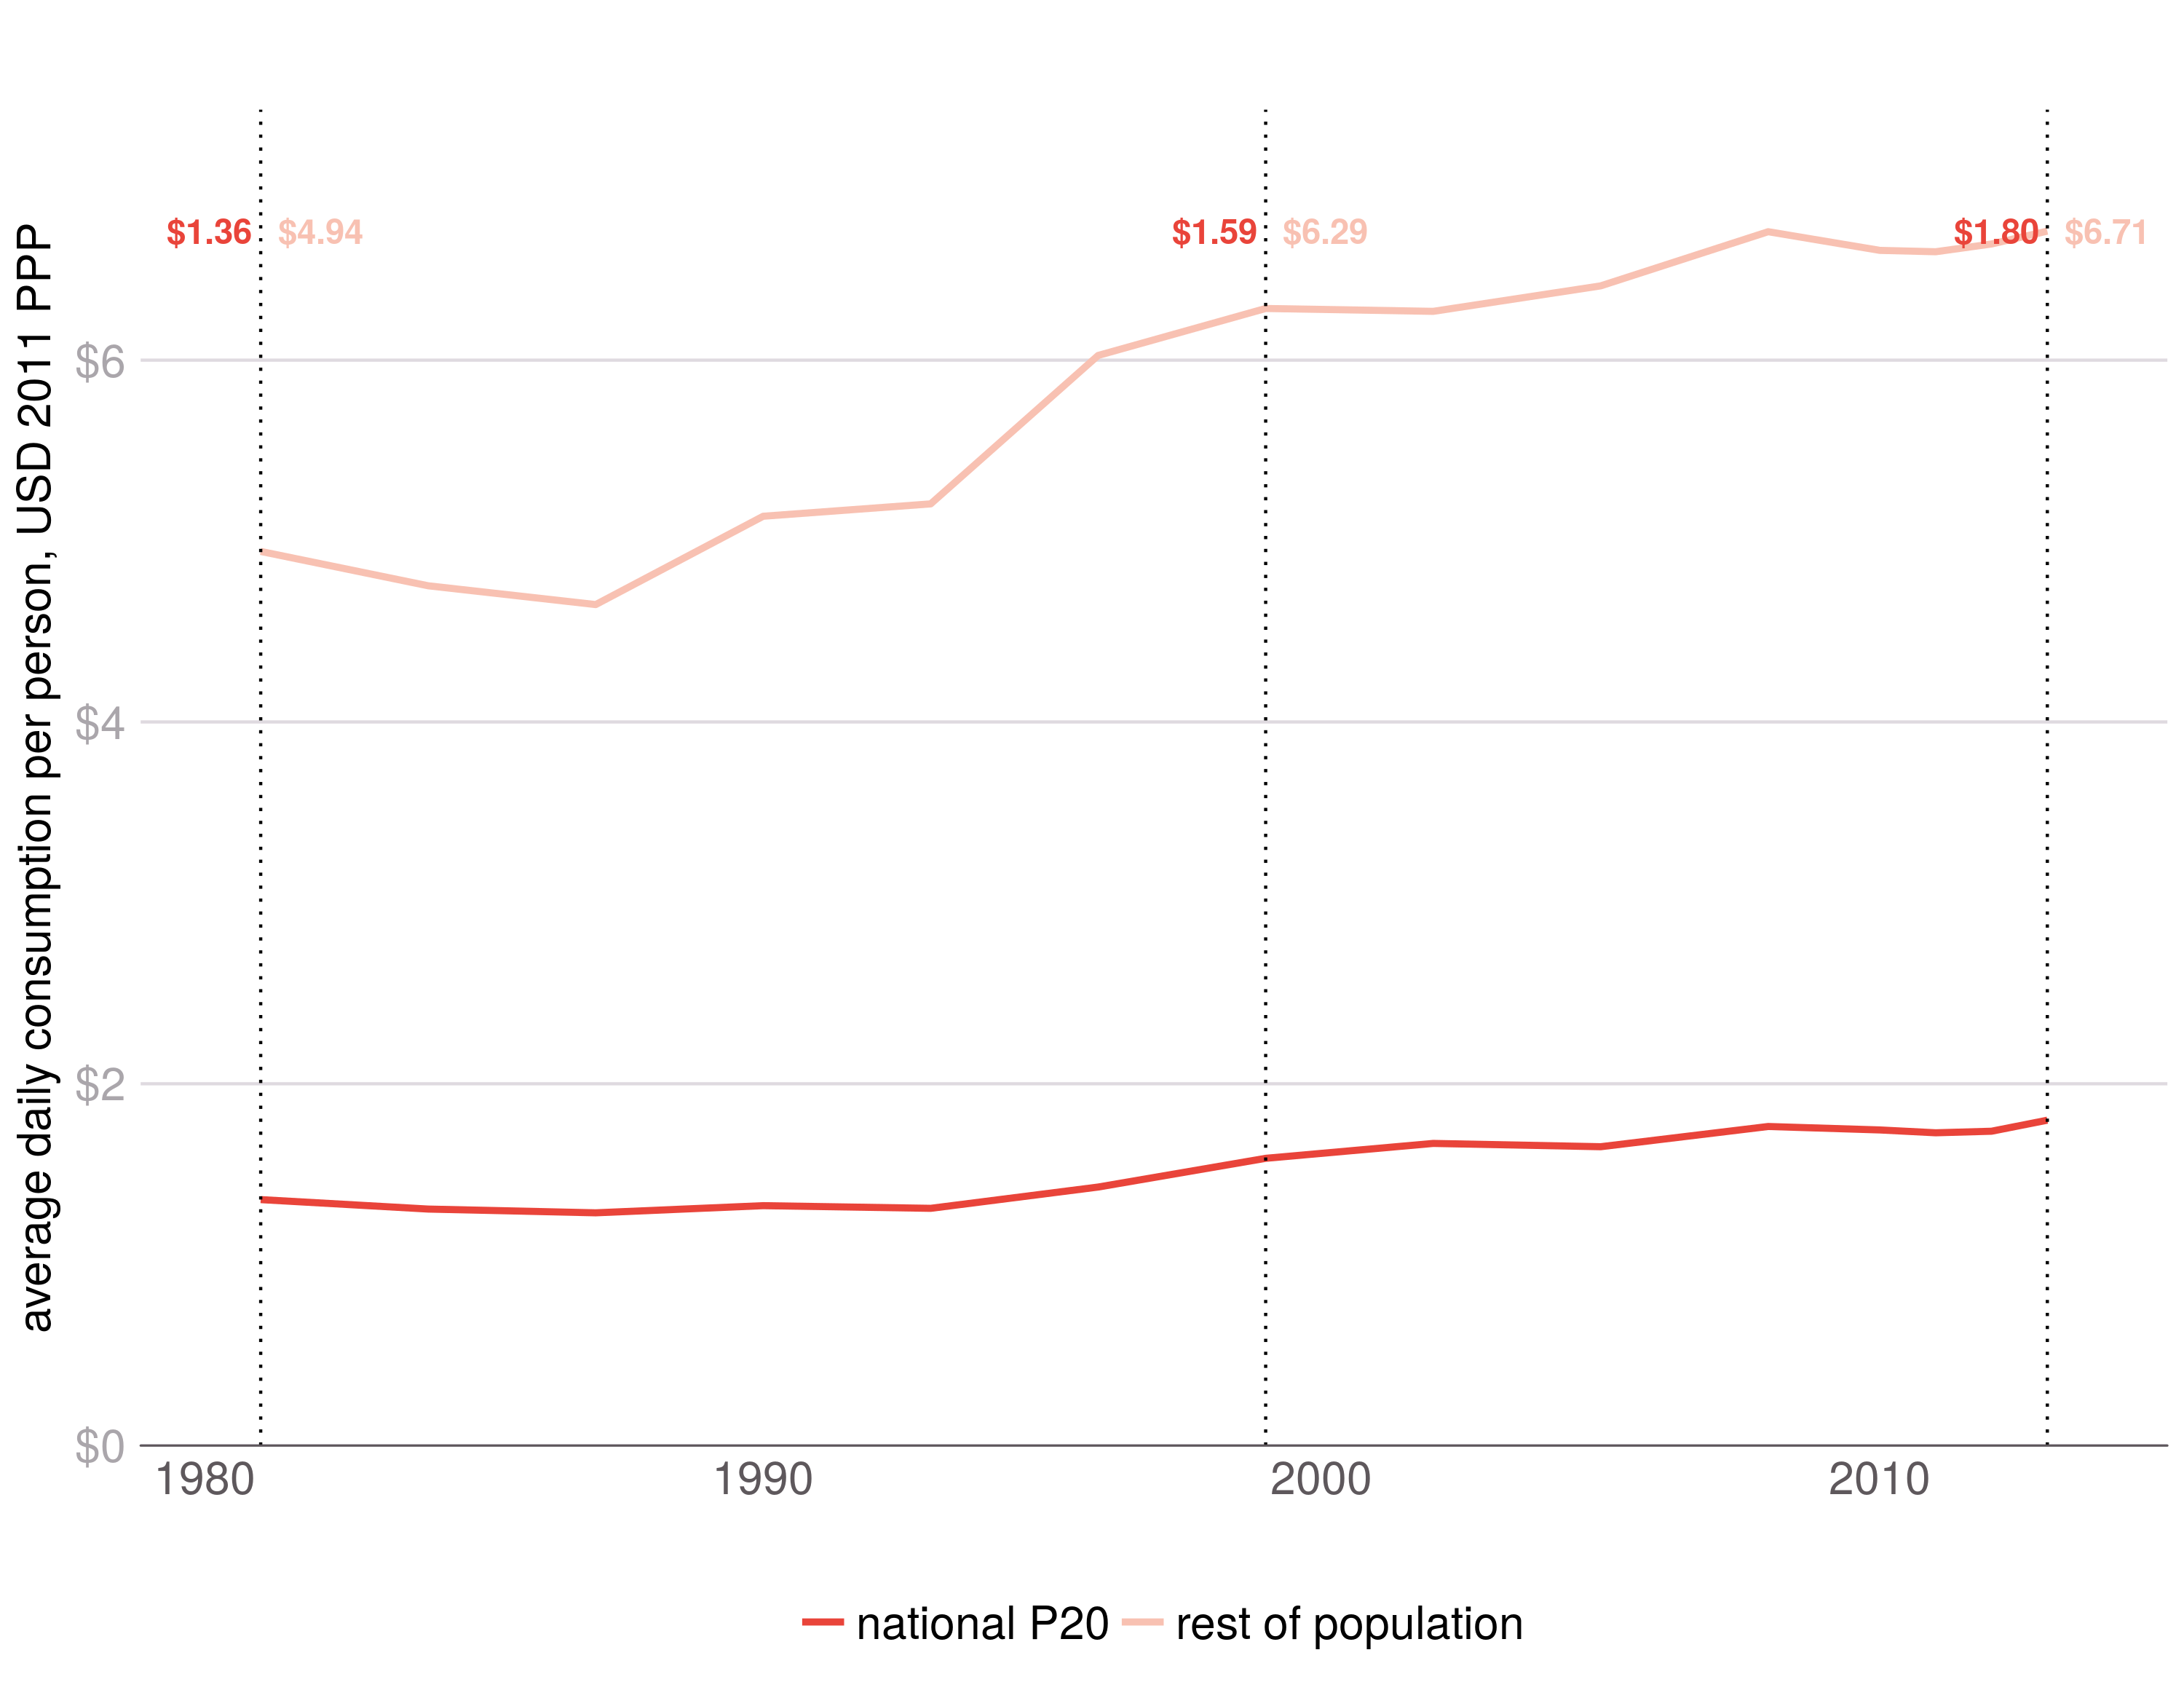 average daily consumption per person, USD 2011 PPP
$1.36 $4.94 $1.59 $6.29 $1.80 $6.71
$6
$4
$2
$0
1980 1990 2000 2010
national P20 rest of population